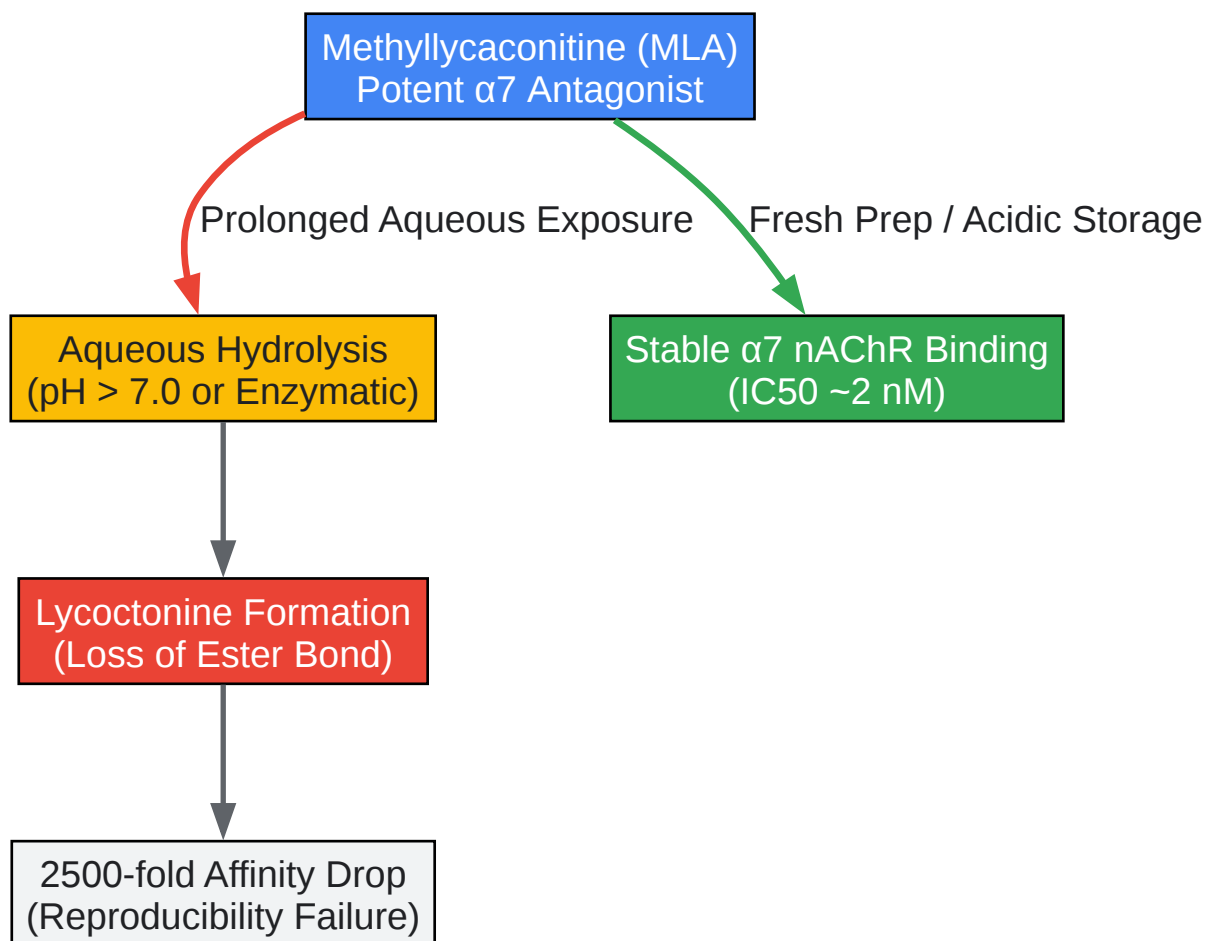 Methyllycaconitine (MLA)
Potent α7 Antagonist
Prolonged Aqueous Exposure
Fresh Prep / Acidic Storage
Aqueous Hydrolysis
(pH > 7.0 or Enzymatic)
Stable α7 nAChR Binding
(IC50 ~2 nM)
Lycoctonine Formation
(Loss of Ester Bond)
2500-fold Affinity Drop
(Reproducibility Failure)